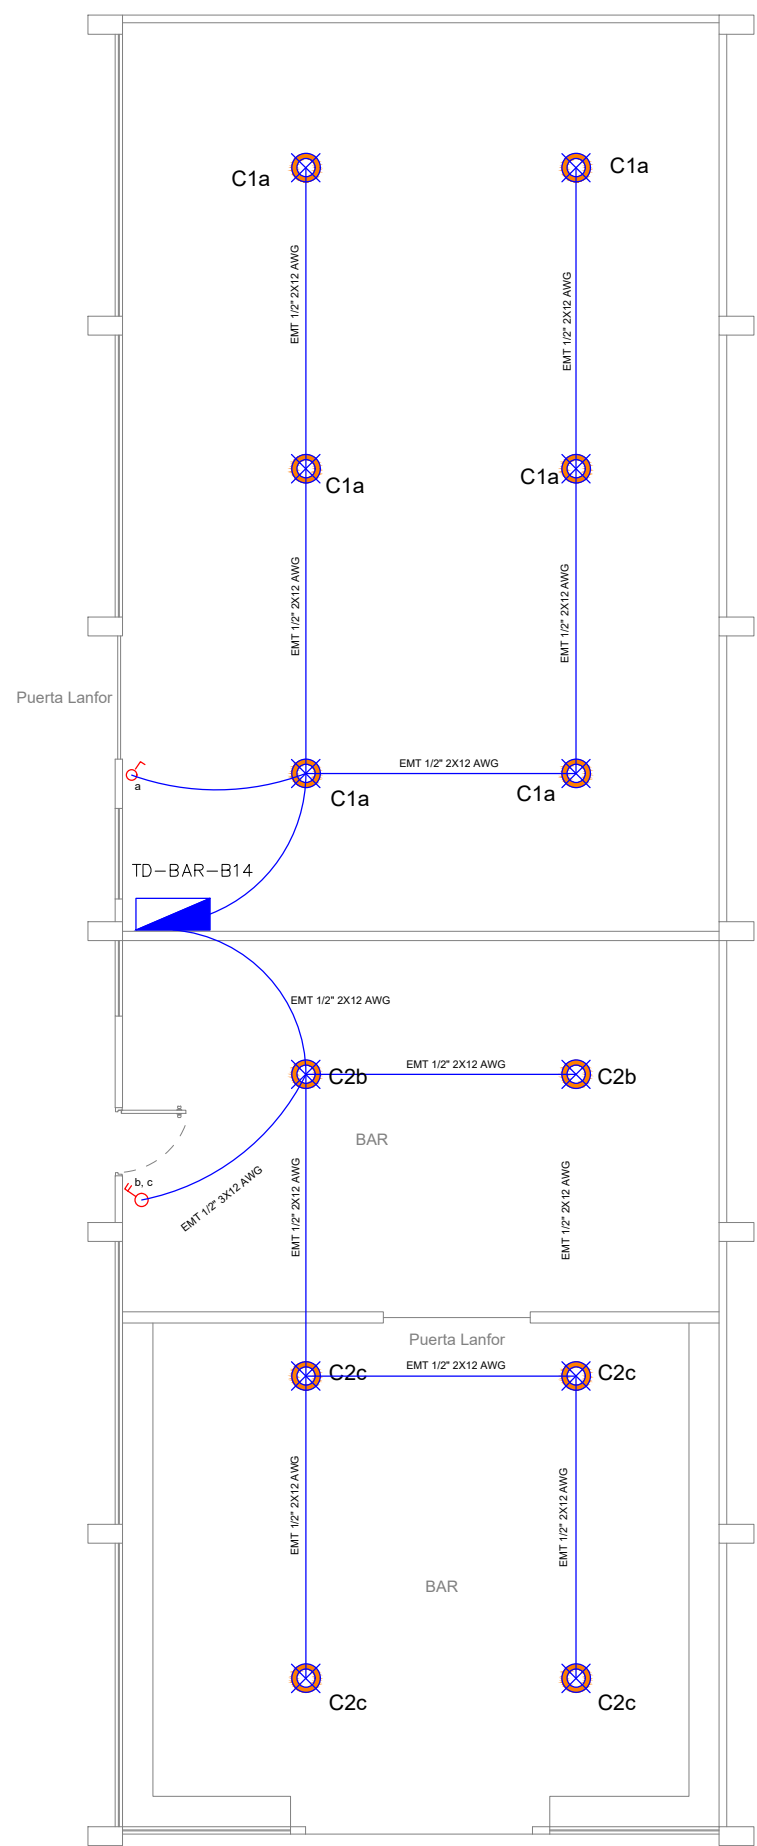 C1a
C1a
EMT 1/2" 2X12 AWG
EMT 1/2" 2X12 AWG
C1a
C1a
EMT 1/2" 2X12 AWG
EMT 1/2" 2X12 AWG
Puerta Lanfor
EMT 1/2" 2X12 AWG
a
C1a
C1a
TD-BAR-B14
EMT 1/2" 2X12 AWG
EMT 1/2" 2X12 AWG
C2b
C2b
BAR
b, c
EMT 1/2" 3X12 AWG
EMT 1/2" 2X12 AWG
EMT 1/2" 2X12 AWG
Puerta Lanfor
EMT 1/2" 2X12 AWG
C2c
C2c
EMT 1/2" 2X12 AWG
EMT 1/2" 2X12 AWG
BAR
C2c
C2c